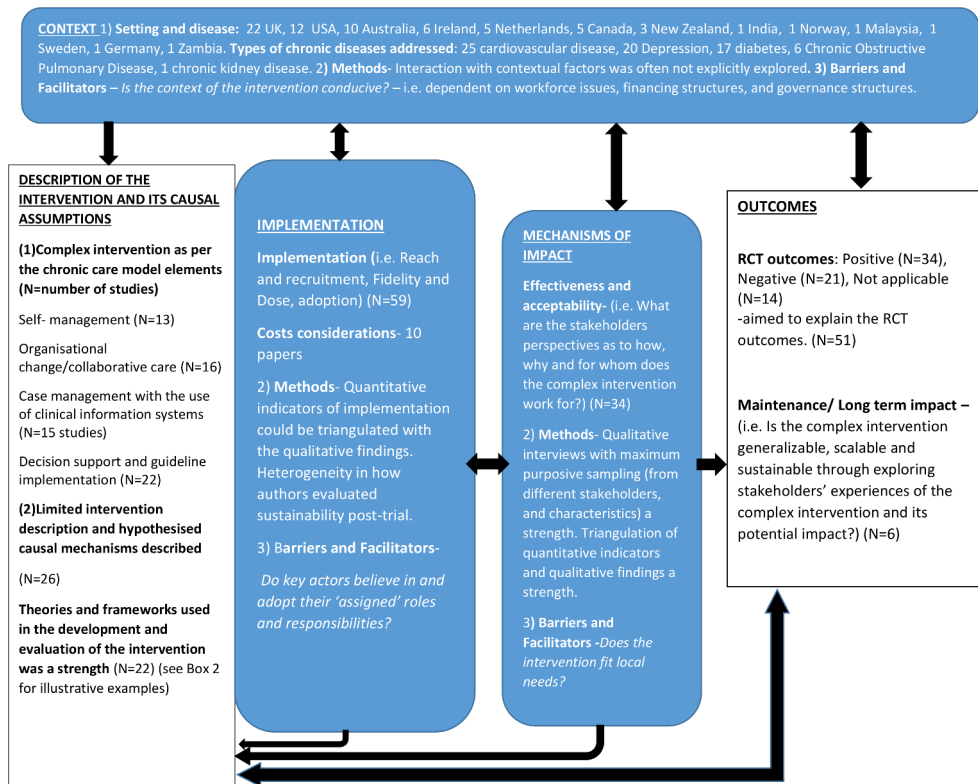 CONTEXT 1) Setting and disease: 22 UK, 12 USA, 10 Australia, 6 Ireland, 5 Netherlands, 5 Canada, 3 New Zealand, 1 India, 1 Norway, 1 Malaysia, 1
Sweden, 1 Germany, 1 Zambia. Types of chronic diseases addressed: 25 cardovascular disease, 20 Depression, 17 diabetes, 6 Chronic Obstructive
Pulmonary Disease, 1 chronic kidney disease. 2) Methods- Interaction with contextual factors was often not explicitly explored. 3) Barriers and
Facilitators – Is the context of the intervention conducive? – i.e. dependent on workforce issues, financing structures, and governance structures.
DESCRIPTION OF THE
INTERVENTION AND ITS CAUSAL
ASSUMPTIONS
(1)Complex intervention as per
the chronic care model elements
(N=number of studies)
Self- management (N=13)
Organisational
change/collaborative care (N=16)
Case management with the use
of clinical information systems
(N=15 studies)
Decision support and guideline
implementation (N=22)
(2)Limited intervention
description and hypothesised
causal mechanisms described
(N=26)
Theories and frameworks used
in the development and
evaluation of the intervention
was a strength (N=22) (see Box 2
for illustrative examples)
IMPLEMENTATION
Implementation (i.e. Reach
and recruitment, Fidelity and
Dose, adoption) (N=59)
Costs considerations- 10
papers
2) Methods- Quantitative
indicators of implementation
could be triangulated with
the qualitative findings.
Heterogeneity in how
authors evaluated
sustainability post-trial.
3) Barriers and Facilitators-
Do key actors believe in and
adopt their ‘assigned’ roles
and responsibilities?
MECHANISMS OF
IMPACT
Effectiveness and
acceptability- (i.e. What
are the stakeholders
perspectives as to how,
why and for whom does
the complex intervention
work for?) (N=34)
2) Methods- Qualitative
interviews with maximum
purposive sampling (from
different stakeholders,
and characteristics) a
strength. Triangulation of
quantitative indicators
and qualitative findings a
strength.
3) Barriers and
Facilitators -Does the
intervention fit local
needs?
OUTCOMES
RCT outcomes: Positive (N=34),
Negative (N=21), Not applicable
(N=14)
-aimed to explain the RCT
outcomes. (N=51)
Maintenance/ Long term impact –
(i.e. Is the complex intervention
generalizable, scalable and
sustainable through exploring
stakeholders’ experiences of the
complex intervention and its
potential impact?) (N=6)